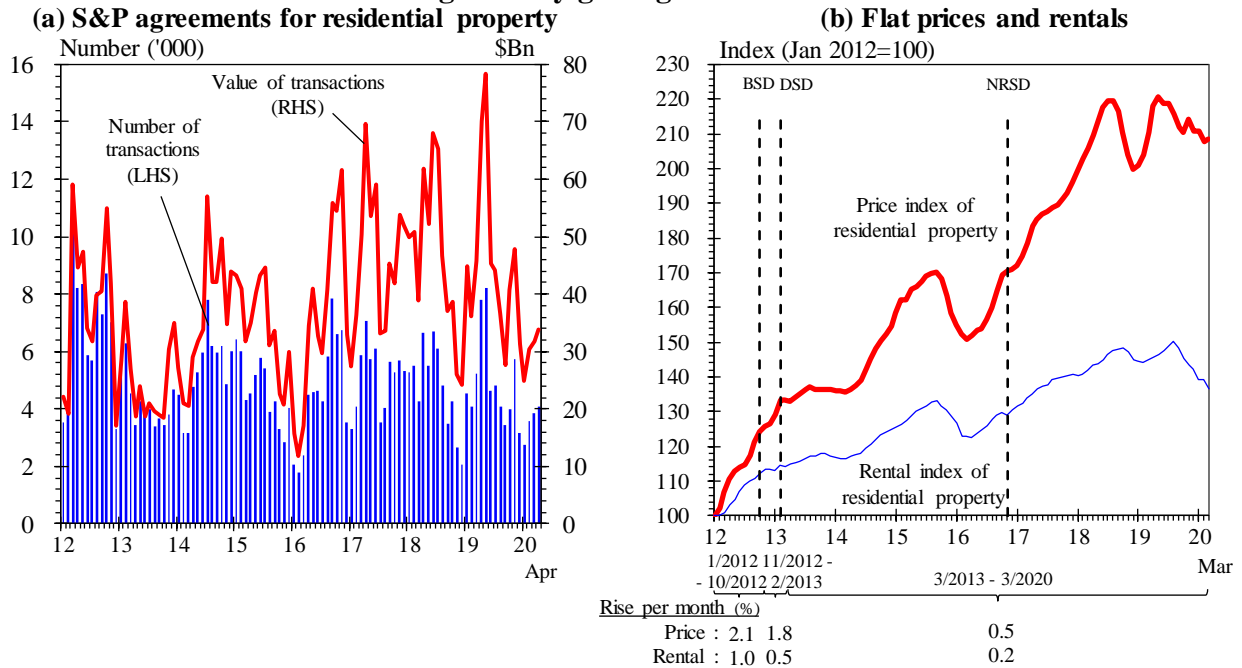 (a) S&P agreements for residential property
Number ('000)
$Bn
16
14
12
10
8
6
4
2
0
80
70
60
50
40
30
20
10
0
Value of transactions
(RHS)
Number of
transactions
(LHS)
12 13 14 15 16 17 18 19 20
Apr
(b) Flat prices and rentals
Index (Jan 2012=100)
230
220
210
200
190
180
170
160
150
140
130
120
110
100
BSD DSD
NRSD
Price index of
residential property
Rental index of
residential property
12 13 14 15 16 17 18 19 20
Mar
1/2012
- 10/2012
11/2012 -
2/2013
3/2013 - 3/2020
Rise per month (%)
Price : 2.1 1.8 0.5
Rental : 1.0 0.5 0.2